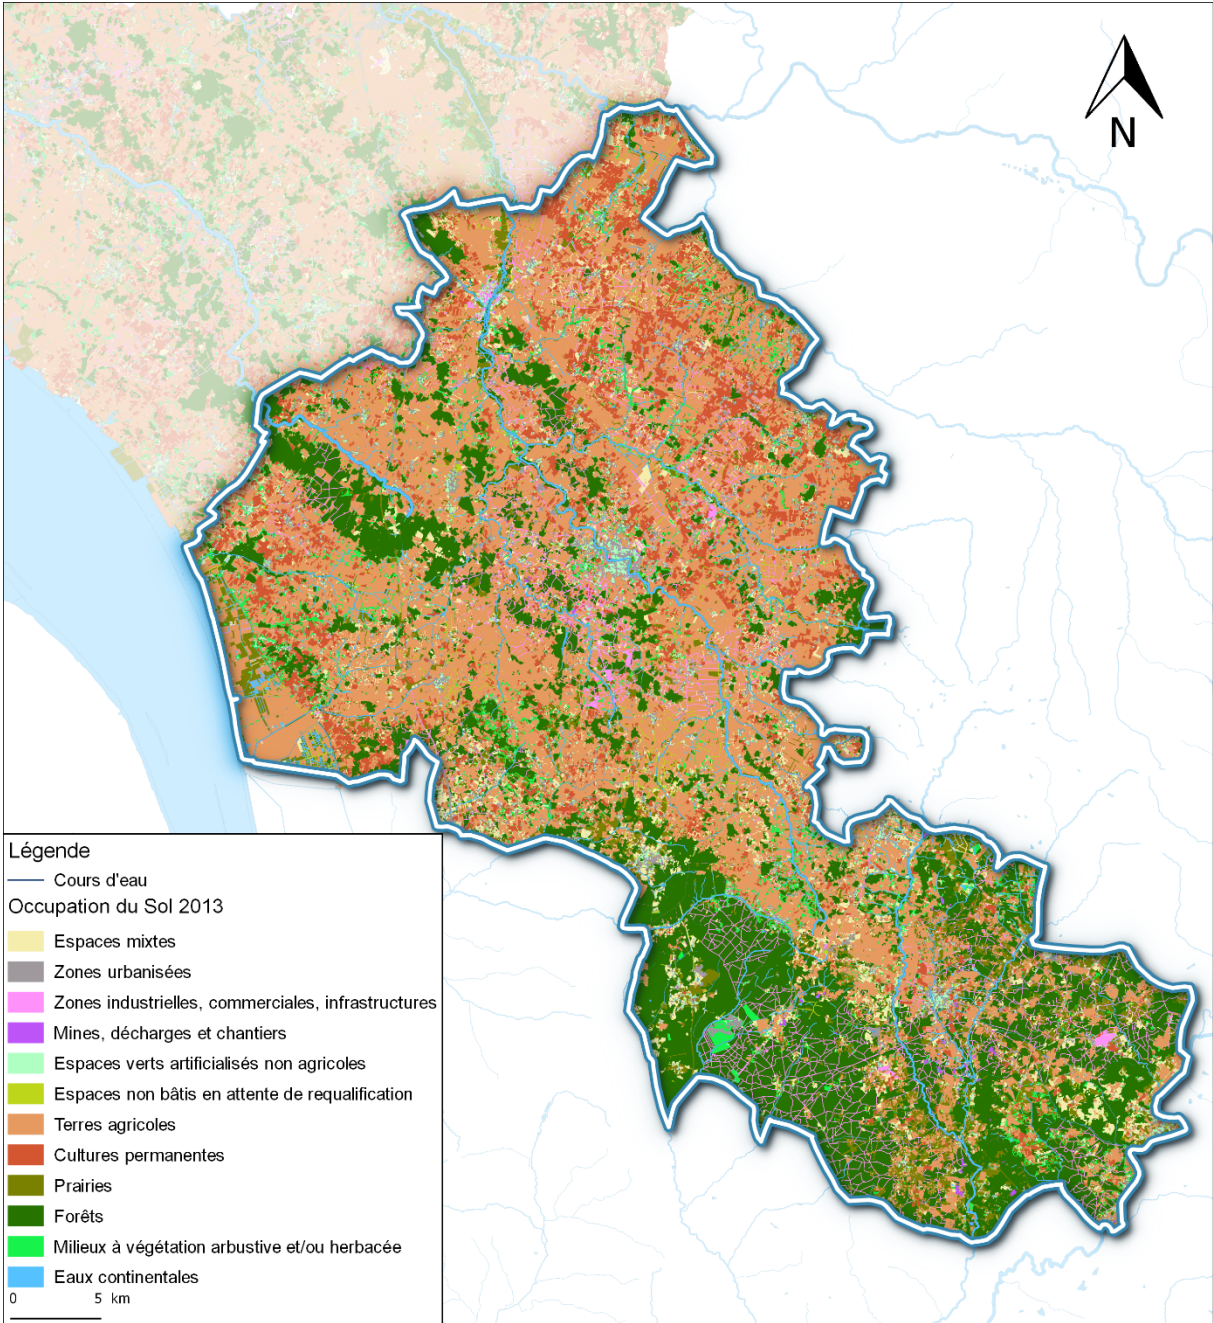 N
Légende
Cours d'eau
Occupation du Sol 2013
Espaces mixtes
Zones urbanisées
Zones industrielles, commerciales, infrastructures
Mines, décharges et chantiers
Espaces verts artificialisés non agricoles
Espaces non bâtis en attente de requalification
Terres agricoles
Cultures permanentes
Prairies
Forêts
Milieux à végétation arbustive et/ou herbacée
Eaux continentales
0 5 km